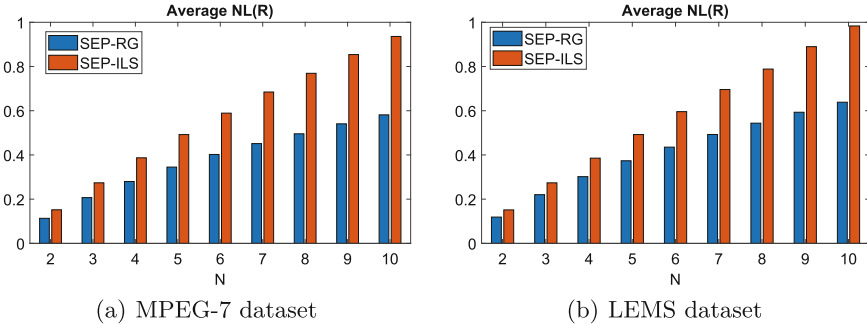 Average NL(R)
SEP-RG
SEP-ILS
1
0.8
0.6
0.4
0.2
0
2 3 4 5 6 7 8 9 10
N
(a) MPEG-7 dataset
Average NL(R)
SEP-RG
SEP-ILS
1
0.8
0.6
0.4
0.2
0
2 3 4 5 6 7 8 9 10
N
(b) LEMS dataset